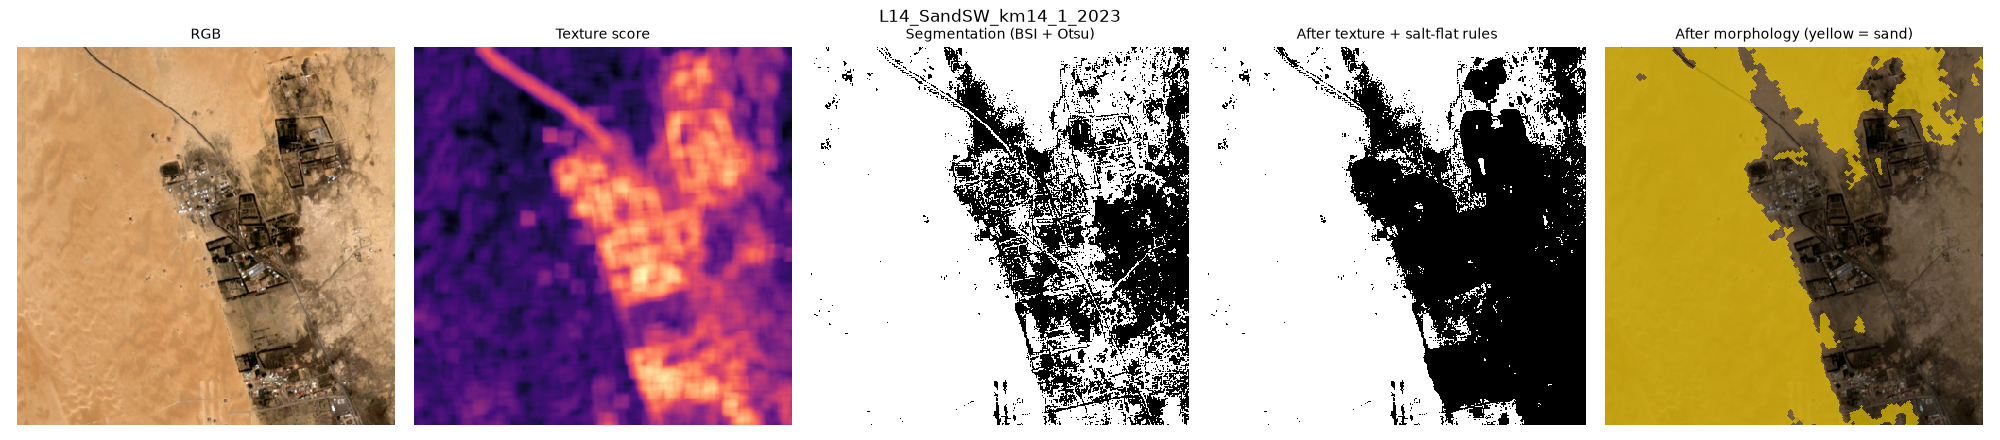 L14_SandSW_km14_1_2023
RGB
Texture score
Segmentation (BSI + Otsu)
After texture + salt-flat rules
After morphology (yellow = sand)